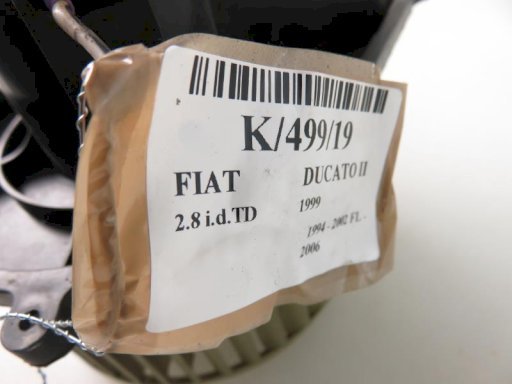 K/499/19
FIAT DUCATO II
2.8 i.d.TD 1999
1994 - 2002 FL -
2006